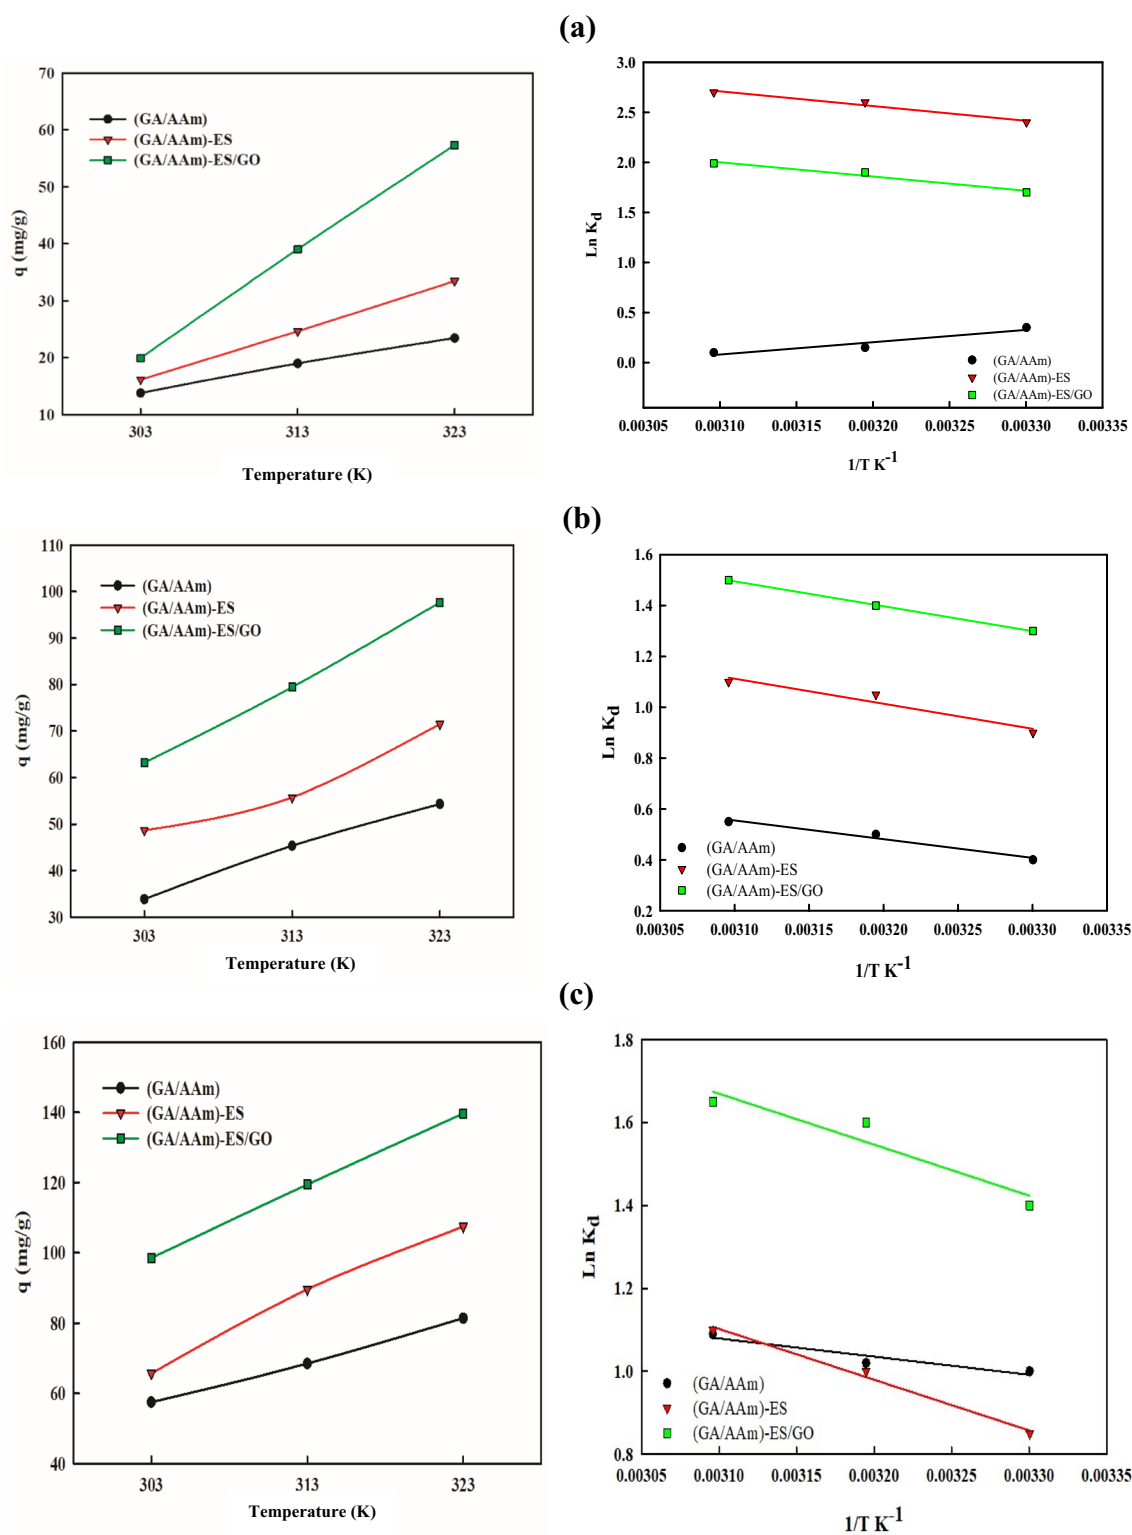 (a)
70
60
50
40
30
20
10
q (mg/g)
(GA/AAm)
(GA/AAm)-ES
(GA/AAm)-ES/GO
303 313 323
Temperature (K)
3.0
2.5
2.0
1.5
1.0
0.5
0.0
Ln Kd
(GA/AAm)
(GA/AAm)-ES
(GA/AAm)-ES/GO
0.00305 0.00310 0.00315 0.00320 0.00325 0.00330 0.00335
1/T K-1
(b)
110
100
90
80
70
60
50
40
30
q (mg/g)
(GA/AAm)
(GA/AAm)-ES
(GA/AAm)-ES/GO
303 313 323
Temperature (K)
1.6
1.4
1.2
1.0
0.8
0.6
0.4
0.2
Ln Kd
(GA/AAm)
(GA/AAm)-ES
(GA/AAm)-ES/GO
0.00305 0.00310 0.00315 0.00320 0.00325 0.00330 0.00335
1/T K-1
(c)
160
140
120
100
80
60
40
q (mg/g)
(GA/AAm)
(GA/AAm)-ES
(GA/AAm)-ES/GO
303 313 323
Temperature (K)
1.8
1.6
1.4
1.2
1.0
0.8
Ln Kd
(GA/AAm)
(GA/AAm)-ES
(GA/AAm)-ES/GO
0.00305 0.00310 0.00315 0.00320 0.00325 0.00330 0.00335
1/T K-1